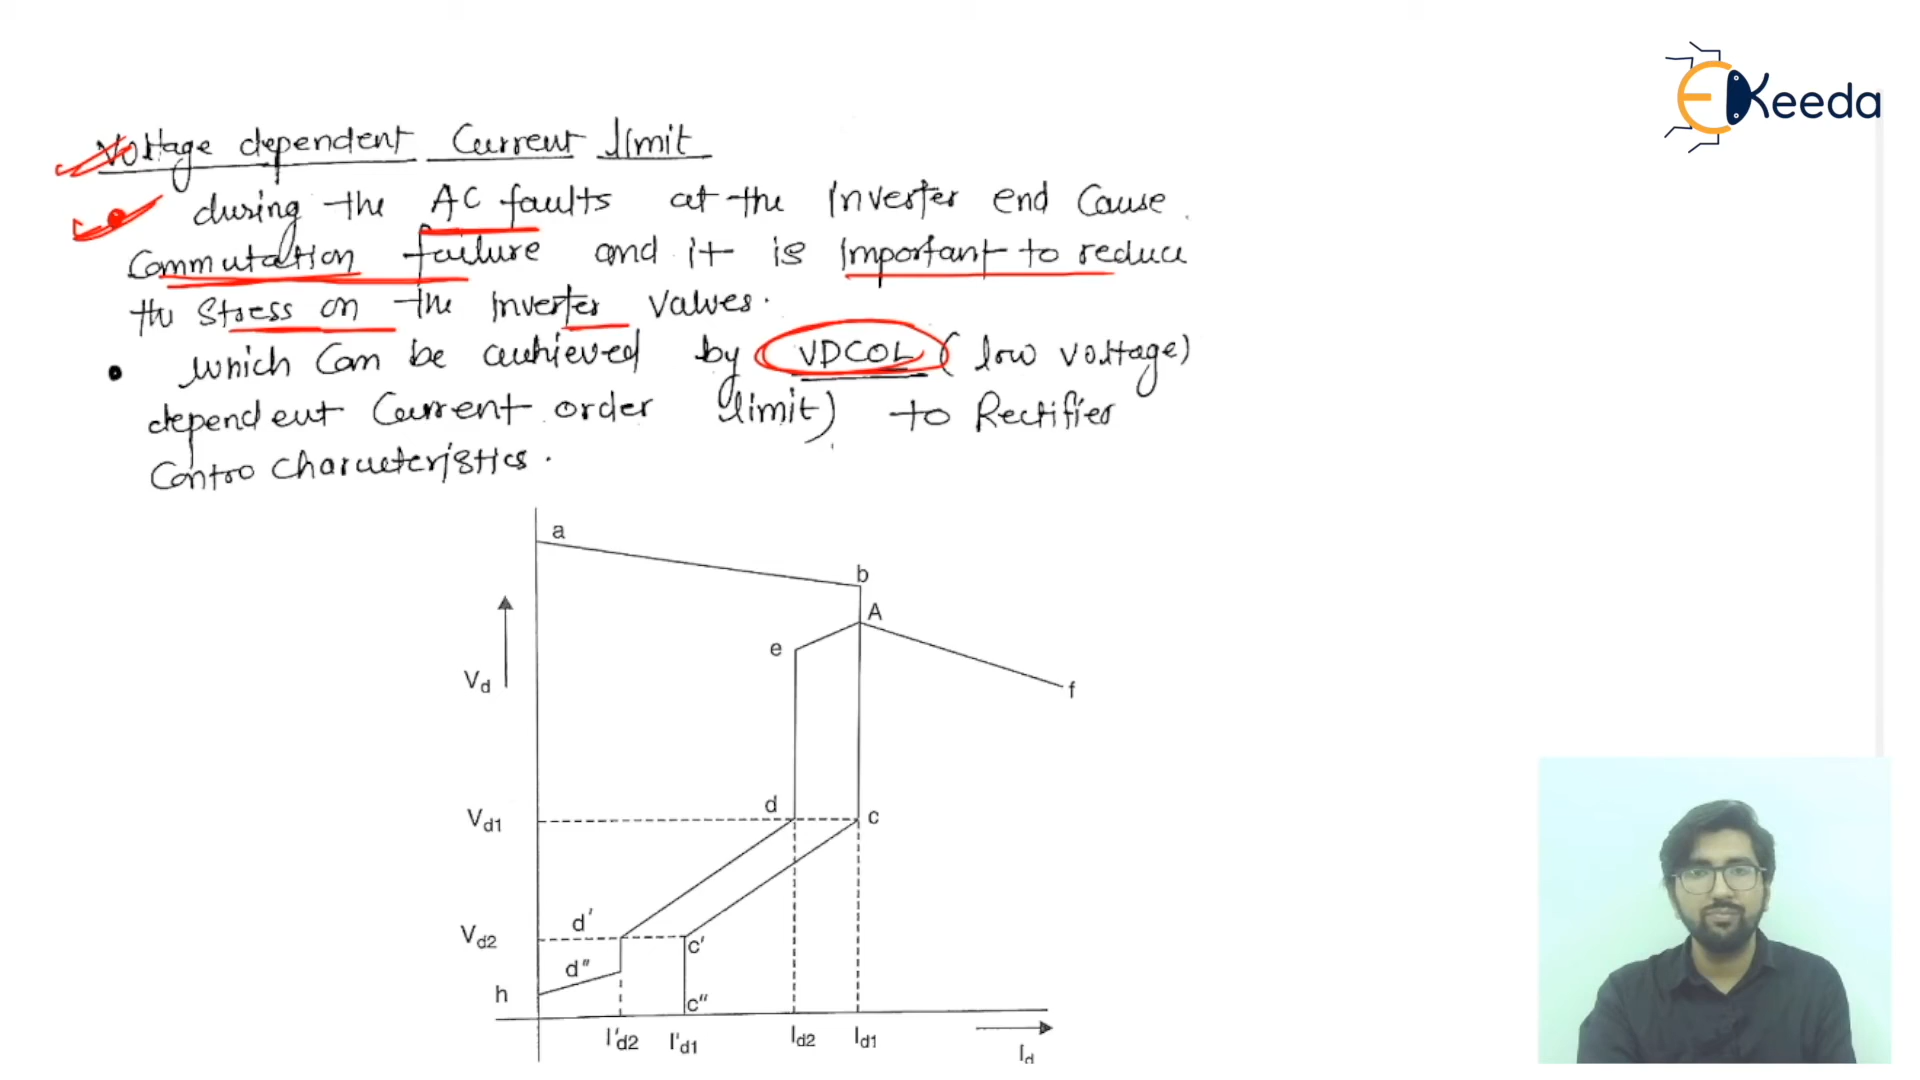 EKeeda
Voltage dependent Current limit
during the AC faults at the Inverter end Cause
Commutation failure and it is Important to reduce
the Stress on the Inverter Valves.
• which Can be achieved by VDCOL (low voltage)
dependent Current order limit) to Rectifier
Contro characteristics.
a
b
A
e
Vd
f
Vd1
d
c
Vd2
d'
c'
d"
h
c"
I'd2 I'd1 Id2 Id1
Id